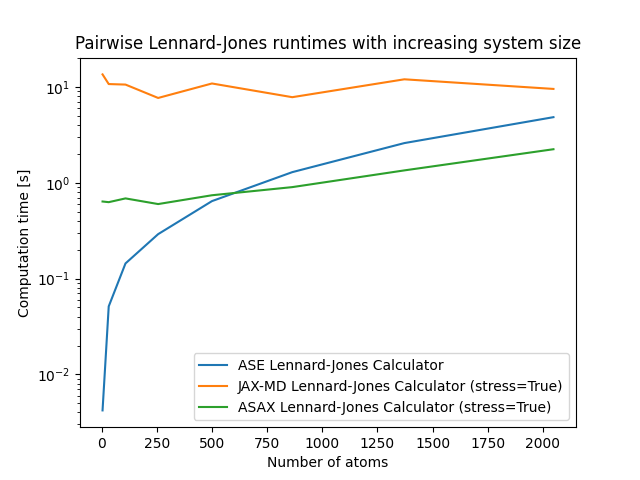 Pairwise Lennard-Jones runtimes with increasing system size
10¹
10⁰
10⁻¹
10⁻²
Computation time [s]
ASE Lennard-Jones Calculator
JAX-MD Lennard-Jones Calculator (stress=True)
ASAX Lennard-Jones Calculator (stress=True)
0 250 500 750 1000 1250 1500 1750 2000
Number of atoms